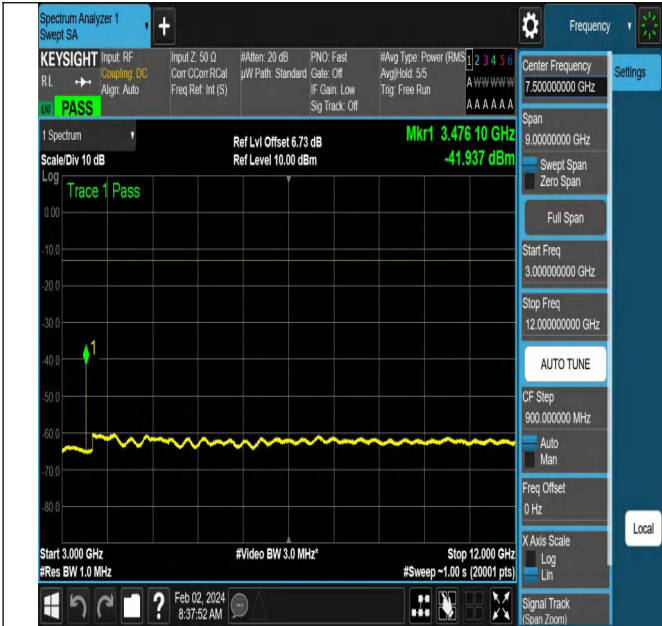 Spectrum Analyzer 1
Swept SA
Frequency
KEYSIGHT
RL
Input: RF
Coupling: DC
Align: Auto
Input Z: 50 Ω
Corr CCorr RCal
Freq Ref: Int (S)
#Atten: 20 dB
µW Path: Standard
PNO: Fast
Gate: Off
IF Gain: Low
Sig Track: Off
#Avg Type: Power (RMS
Avg|Hold: 5/5
Trig: Free Run
1 2 3 4 5 6
A W W W W W
A A A A A A
PASS
1 Spectrum
Scale/Div 10 dB
Ref Lvl Offset 6.73 dB
Ref Level 10.00 dBm
Mkr1 3.476 10 GHz
-41.937 dBm
Log
Trace 1 Pass
0.00
-10.0
-20.0
-30.0
-40.0
-50.0
-60.0
-70.0
-80.0
1
Start 3.000 GHz
#Res BW 1.0 MHz
#Video BW 3.0 MHz*
Stop 12.000 GHz
#Sweep ~1.00 s (20001 pts)
Feb 02, 2024
8:37:52 AM
Center Frequency
7.500000000 GHz
Settings
Span
9.00000000 GHz
Swept Span
Zero Span
Full Span
Start Freq
3.000000000 GHz
Stop Freq
12.000000000 GHz
AUTO TUNE
CF Step
900.000000 MHz
Auto
Man
Freq Offset
0 Hz
X Axis Scale
Log
Lin
Local
Signal Track
(Span Zoom)